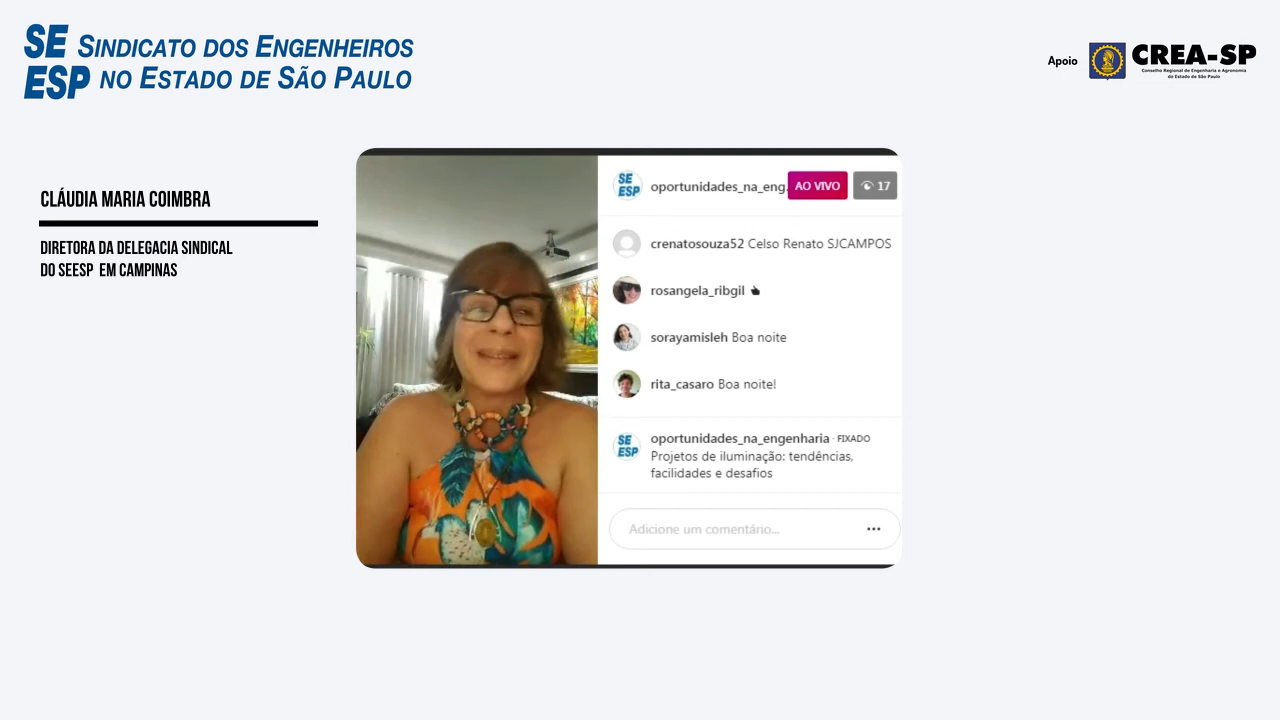 SE
ESP
SINDICATO DOS ENGENHEIROS
NO ESTADO DE SÃO PAULO
Apoio
CREA-SP
Conselho Regional de Engenharia e Agronomia
do Estado de São Paulo
CLÁUDIA MARIA COIMBRA
DIRETORA DA DELEGACIA SINDICAL
DO SEESP EM CAMPINAS
SE
ESP
oportunidades_na_eng.
AO VIVO
17
crenatosouza52 Celso Renato SJCAMPOS
rosangela_ribgil
sorayamisleh Boa noite
rita_casaro Boa noite!
SE
ESP
oportunidades_na_engenharia · FIXADO
Projetos de iluminação: tendências,
facilidades e desafios
Adicione um comentário...